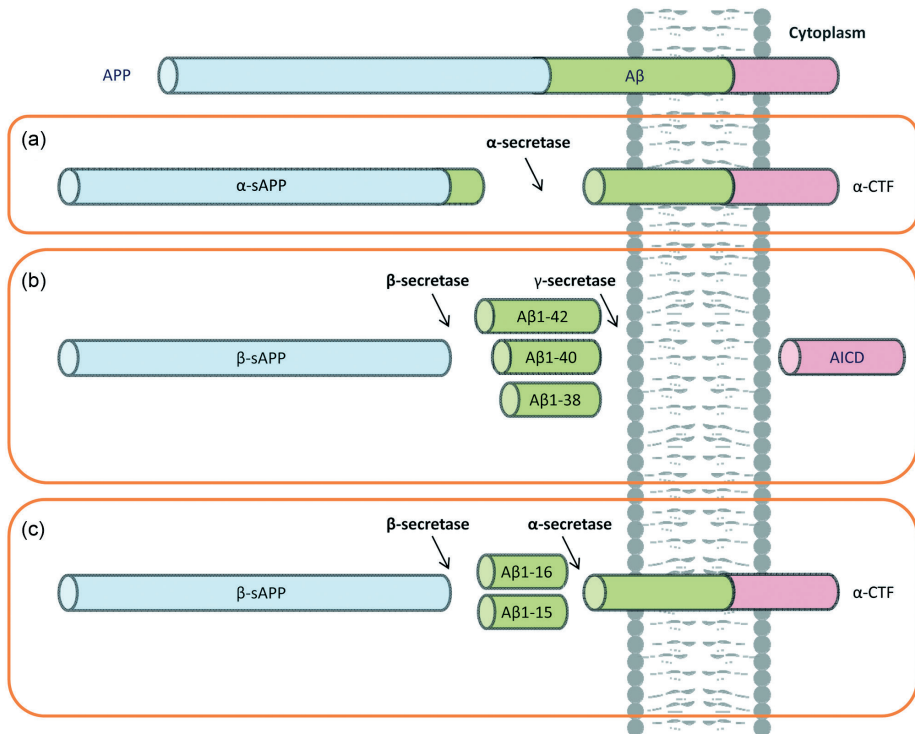 Cytoplasm
APP
Aβ
(a)
α-secretase
α-sAPP
α-CTF
(b)
β-secretase
γ-secretase
Aβ1-42
β-sAPP
Aβ1-40
AICD
Aβ1-38
(c)
β-secretase
α-secretase
Aβ1-16
β-sAPP
α-CTF
Aβ1-15